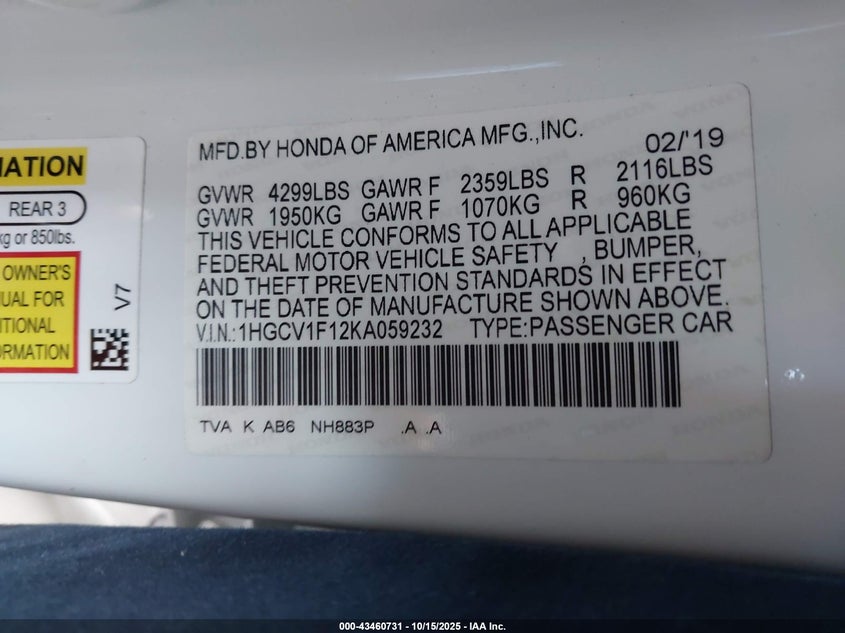 MATION
REAR 3
kg or 850lbs.
OWNER'S
UAL FOR
ITIONAL
ORMATION
V7
MFD.BY HONDA OF AMERICA MFG.,INC. 02/'19
GVWR 4299LBS GAWR F 2359LBS R 2116LBS
GVWR 1950KG GAWR F 1070KG R 960KG
THIS VEHICLE CONFORMS TO ALL APPLICABLE
FEDERAL MOTOR VEHICLE SAFETY , BUMPER,
AND THEFT PREVENTION STANDARDS IN EFFECT
ON THE DATE OF MANUFACTURE SHOWN ABOVE.
V.I.N.:1HGCV1F12KA059232 TYPE:PASSENGER CAR
TVA K AB6 NH883P .A .A
000-43460731 - 10/15/2025 - IAA Inc.